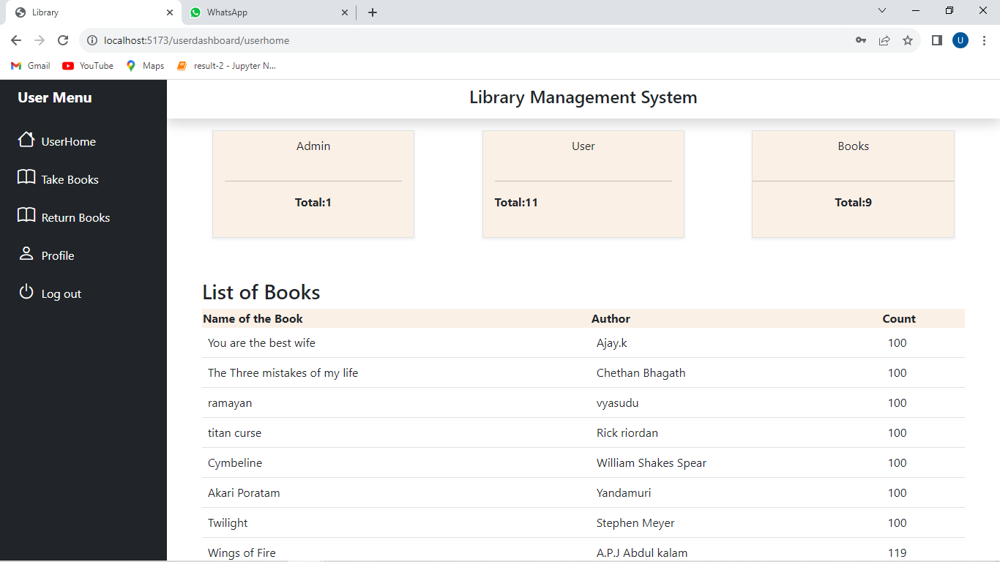 Library
WhatsApp
localhost:5173/userdashboard/userhome
U
Gmail
YouTube
Maps
result-2 - Jupyter N...
User Menu
Library Management System
UserHome
Take Books
Return Books
Profile
Log out
Admin
Total:1
User
Total:11
Books
Total:9
List of Books
Name of the Book Author Count
You are the best wife Ajay.k 100
The Three mistakes of my life Chethan Bhagath 100
ramayan vyasudu 100
titan curse Rick riordan 100
Cymbeline William Shakes Spear 100
Akari Poratam Yandamuri 100
Twilight Stephen Meyer 100
Wings of Fire A.P.J Abdul kalam 119